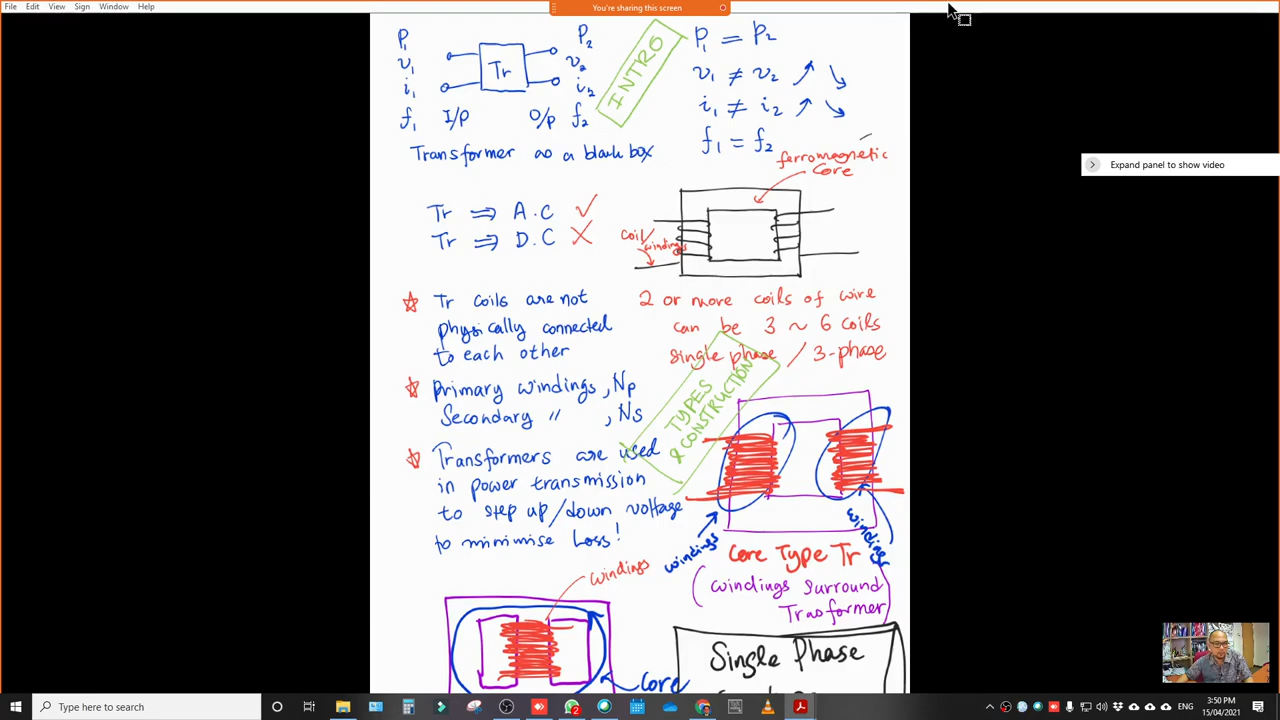 File Edit View Sign Window Help
You're sharing this screen
Expand panel to show video
P1
v1
i1
f1
I/P
Tr
O/P
P2
v2
i2
f2
Transformer as a black box
INTRO
P1 = P2
v1 ≠ v2 ↗ ↘
i1 ≠ i2 ↗ ↘
f1 = f2
ferromagnetic
core
Tr ⇒ A.C ✓
Tr ⇒ D.C ✗
coil/
windings
☆ Tr coils are not
physically connected
to each other
2 or more coils of wire
can be 3 ~ 6 coils
single phase / 3-phase
☆ Primary windings, Np
Secondary 〃 , Ns
TYPES
& CONSTRUCTION
☆ Transformers are used
in power transmission
to step up/down voltage
to minimise Loss!
windings
windings
Core Type Tr
(windings surround
Trasformer
windings
Core
Single Phase
Type here to search
3:50 PM
15/04/2021